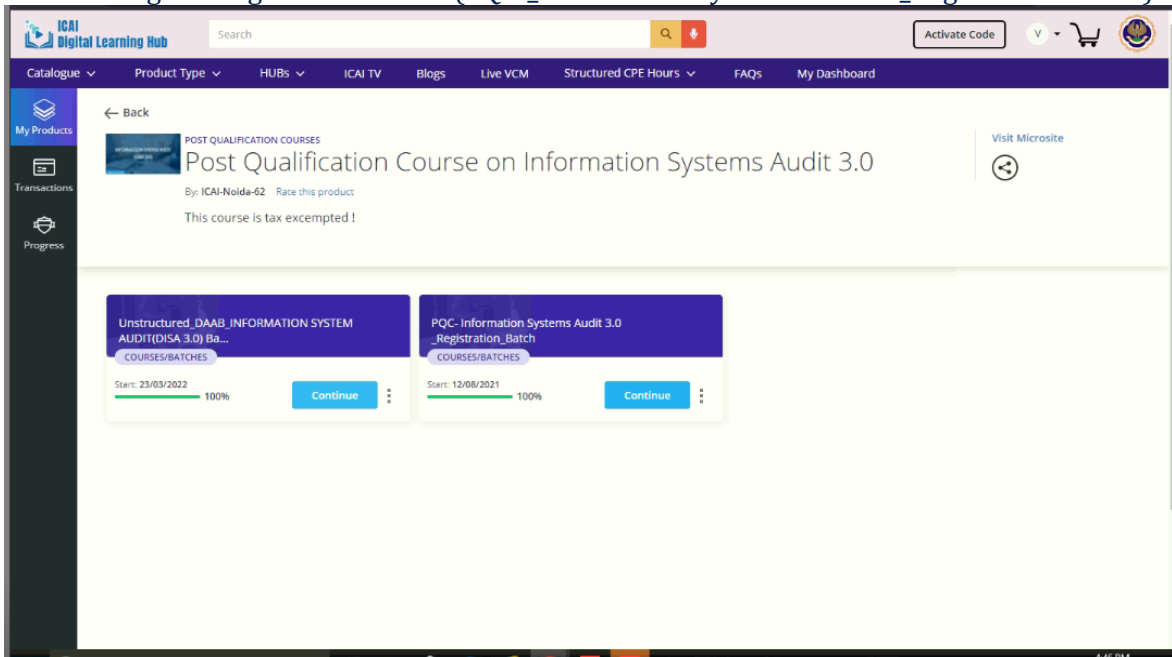 ICAI
Digital Learning Hub
Search
Activate Code
V
Catalogue
Product Type
HUBs
ICAI TV
Blogs
Live VCM
Structured CPE Hours
FAQs
My Dashboard
My Products
Transactions
Progress
← Back
POST QUALIFICATION COURSES
Post Qualification Course on Information Systems Audit 3.0
By: ICAI-Noida-62 Rate this product
This course is tax excempted !
Visit Microsite
Unstructured_DAAB_INFORMATION SYSTEM
AUDIT(DISA 3.0) Ba...
COURSES/BATCHES
Start: 23/03/2022
100%
Continue
PQC- Information Systems Audit 3.0
_Registration_Batch
COURSES/BATCHES
Start: 12/08/2021
100%
Continue